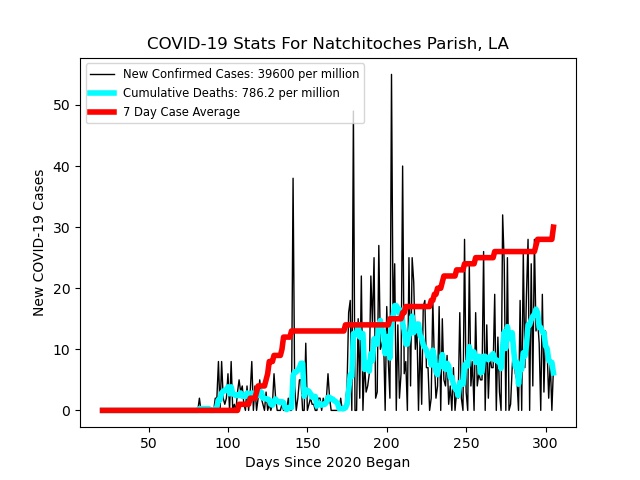 COVID-19 Stats For Natchitoches Parish, LA
New Confirmed Cases: 39600 per million
Cumulative Deaths: 786.2 per million
7 Day Case Average
New COVID-19 Cases
50
40
30
20
10
0
50 100 150 200 250 300
Days Since 2020 Began